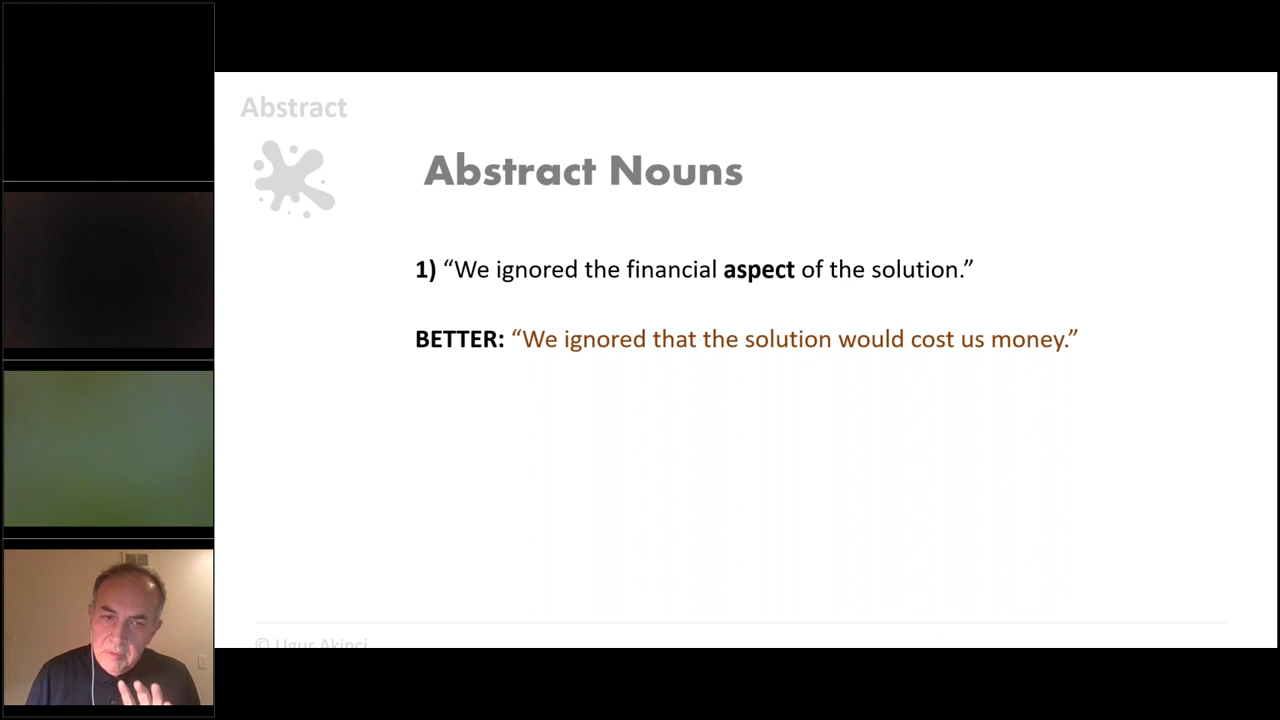 Abstract
Abstract Nouns
1) “We ignored the financial aspect of the solution.”
BETTER: “We ignored that the solution would cost us money.”
© Ugur Akinci